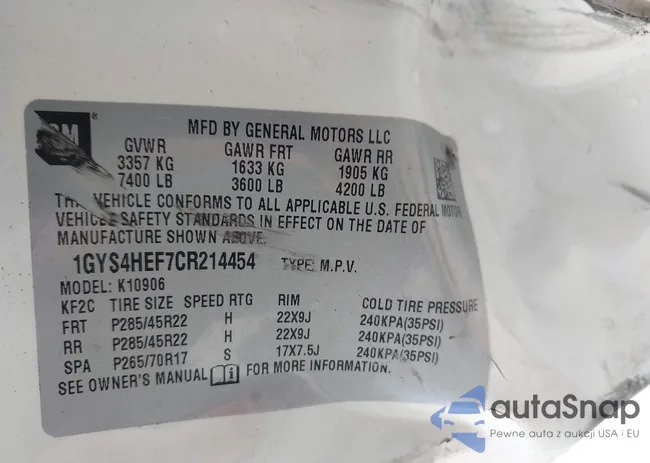 GM®
MFD BY GENERAL MOTORS LLC
GVWR GAWR FRT GAWR RR
3357 KG 1633 KG 1905 KG
7400 LB 3600 LB 4200 LB
THE VEHICLE CONFORMS TO ALL APPLICABLE U.S. FEDERAL MOTOR
VEHICLE SAFETY STANDARDS IN EFFECT ON THE DATE OF
MANUFACTURE SHOWN ABOVE.
1GYS4HEF7CR214454 TYPE: M.P.V.
MODEL: K10906
KF2C TIRE SIZE SPEED RTG RIM COLD TIRE PRESSURE
FRT P285/45R22 H 22X9J 240KPA(35PSI)
RR P285/45R22 H 22X9J 240KPA(35PSI)
SPA P265/70R17 S 17X7.5J 240KPA(35PSI)
SEE OWNER'S MANUAL FOR MORE INFORMATION.
autaSnap
Pewne auta z aukcji USA i EU